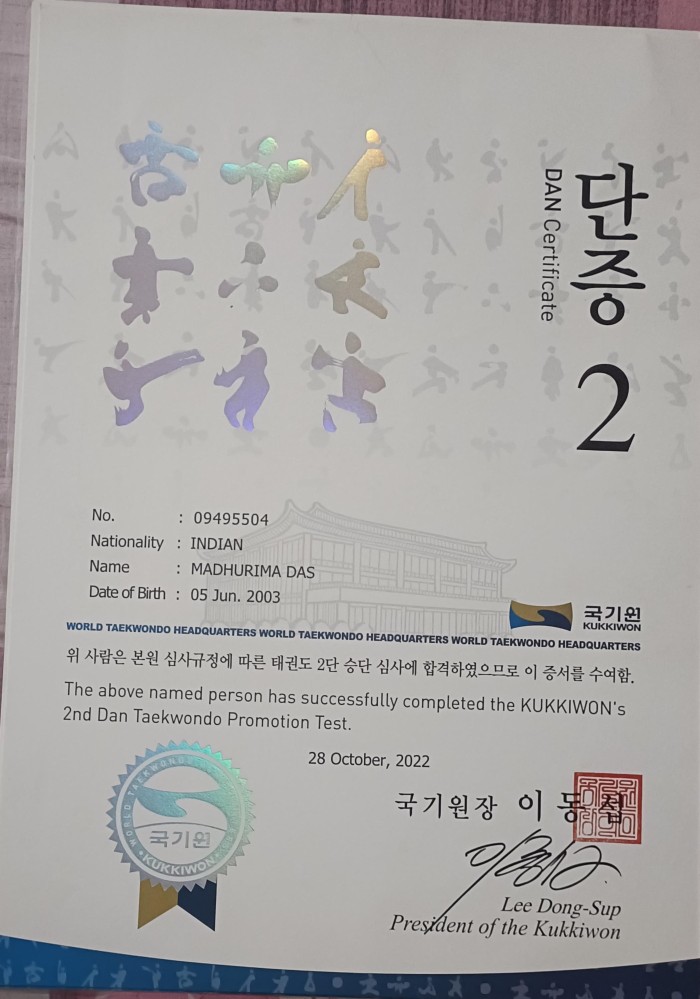 단증
DAN Certificate
2
No. : 09495504
Nationality : INDIAN
Name : MADHURIMA DAS
Date of Birth : 05 Jun. 2003
국기원
KUKKIWON
WORLD TAEKWONDO HEADQUARTERS WORLD TAEKWONDO HEADQUARTERS WORLD TAEKWONDO HEADQUARTERS
위 사람은 본원 심사규정에 따른 태권도 2단 승단 심사에 합격하였으므로 이 증서를 수여함.
The above named person has successfully completed the KUKKIWON's
2nd Dan Taekwondo Promotion Test.
28 October, 2022
국기원장 이동섭
국기원
KUKKIWON
Lee Dong-Sup
President of the Kukkiwon